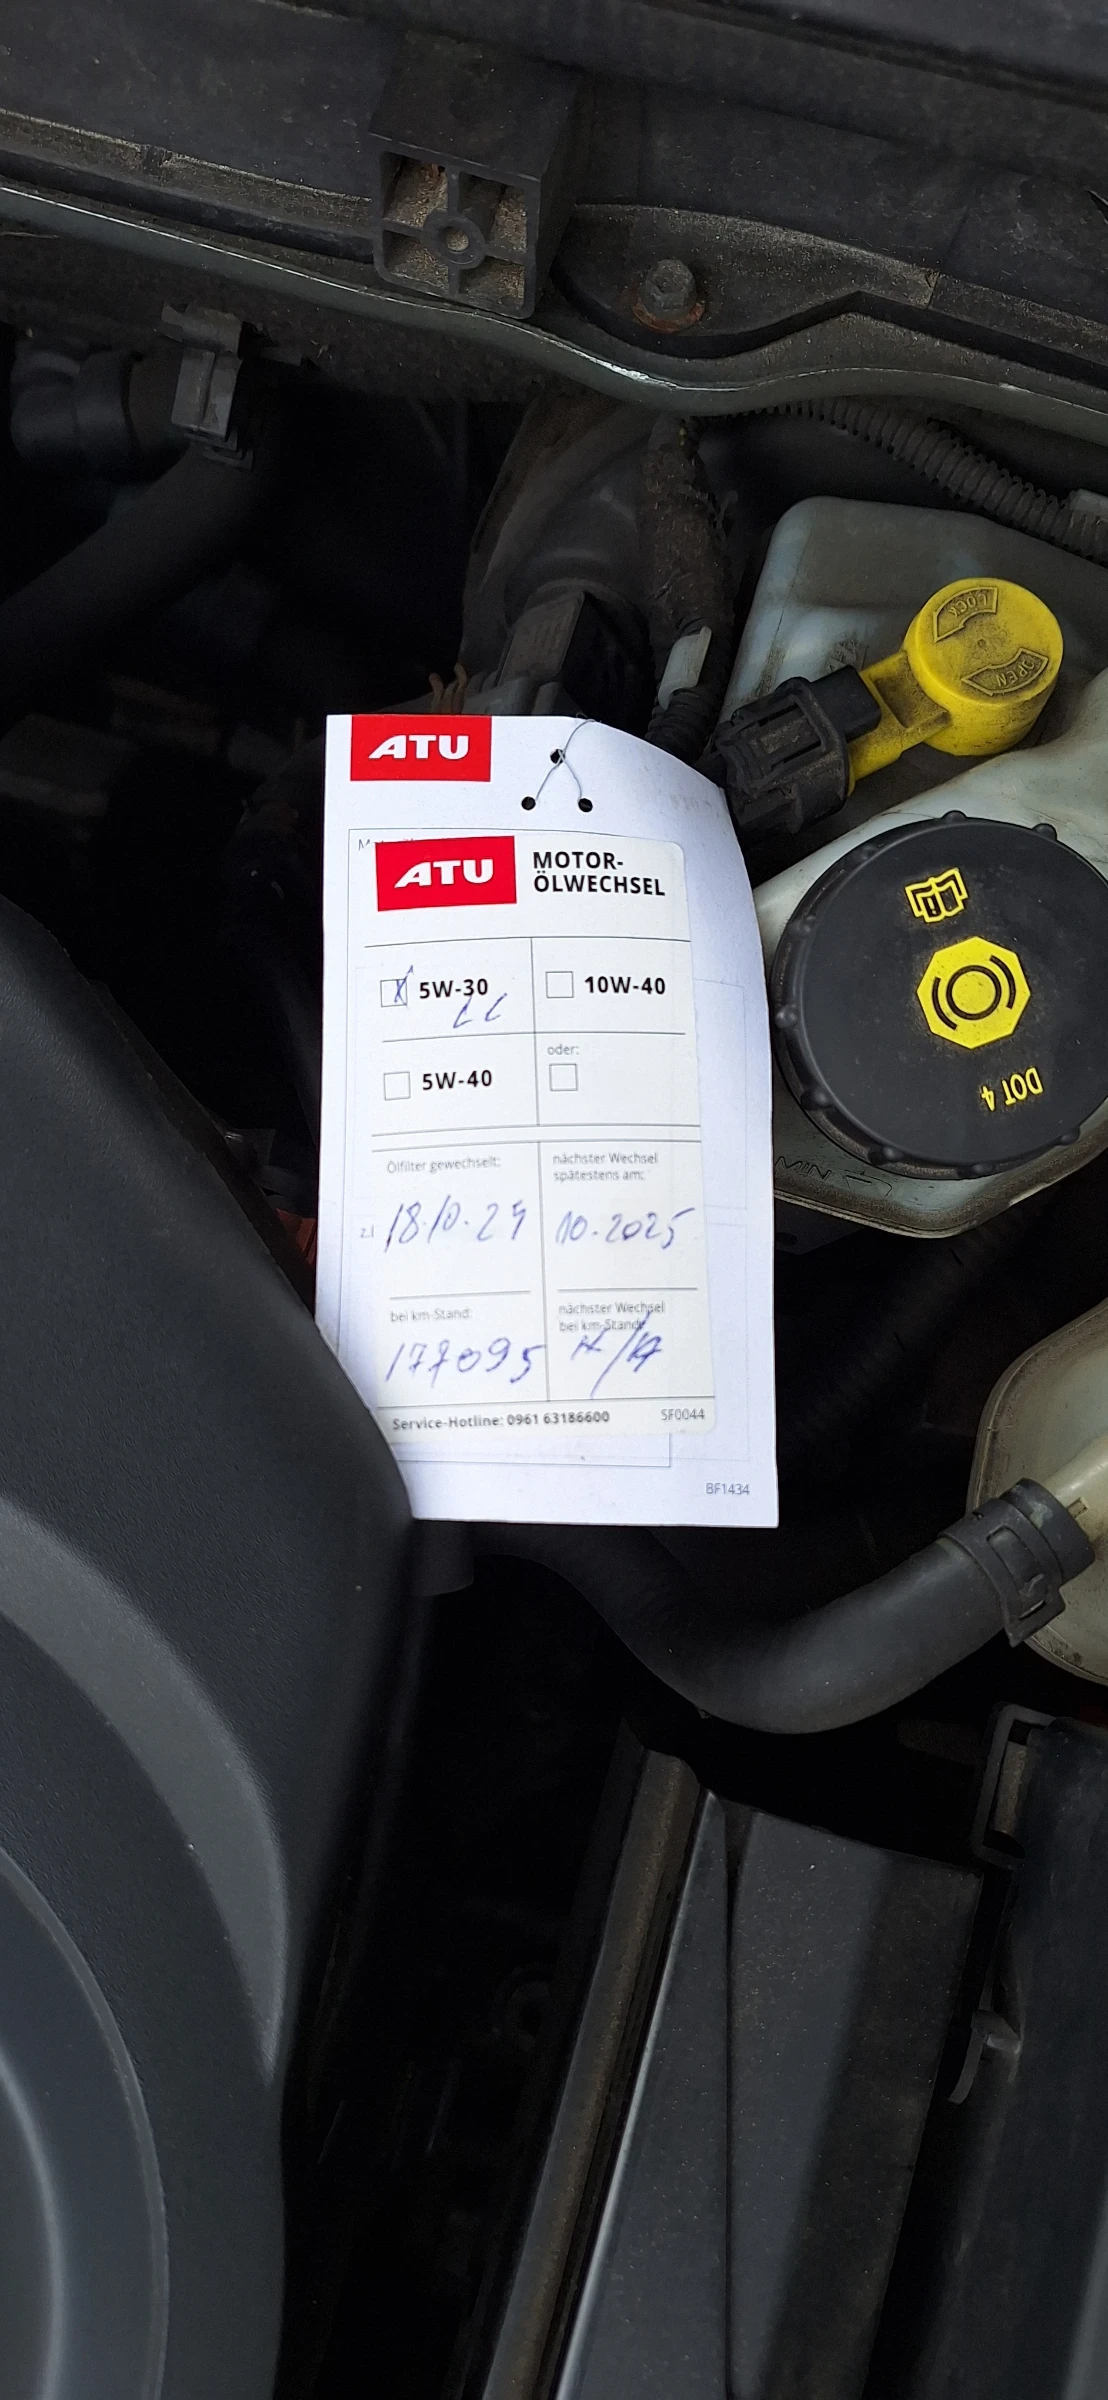 LOCK
OPEN
ATU
ATU MOTOR-
ÖLWECHSEL
X 5W-30
LL
10W-40
5W-40
oder:
Ölfilter gewechselt:
18.10.24
nächster Wechsel
spätestens am:
10.2025
bei km-Stand:
177095
nächster Wechsel
bei km-Stand:
Service-Hotline: 0961 63186600
SF0044
BF1434
DOT 4
MIN